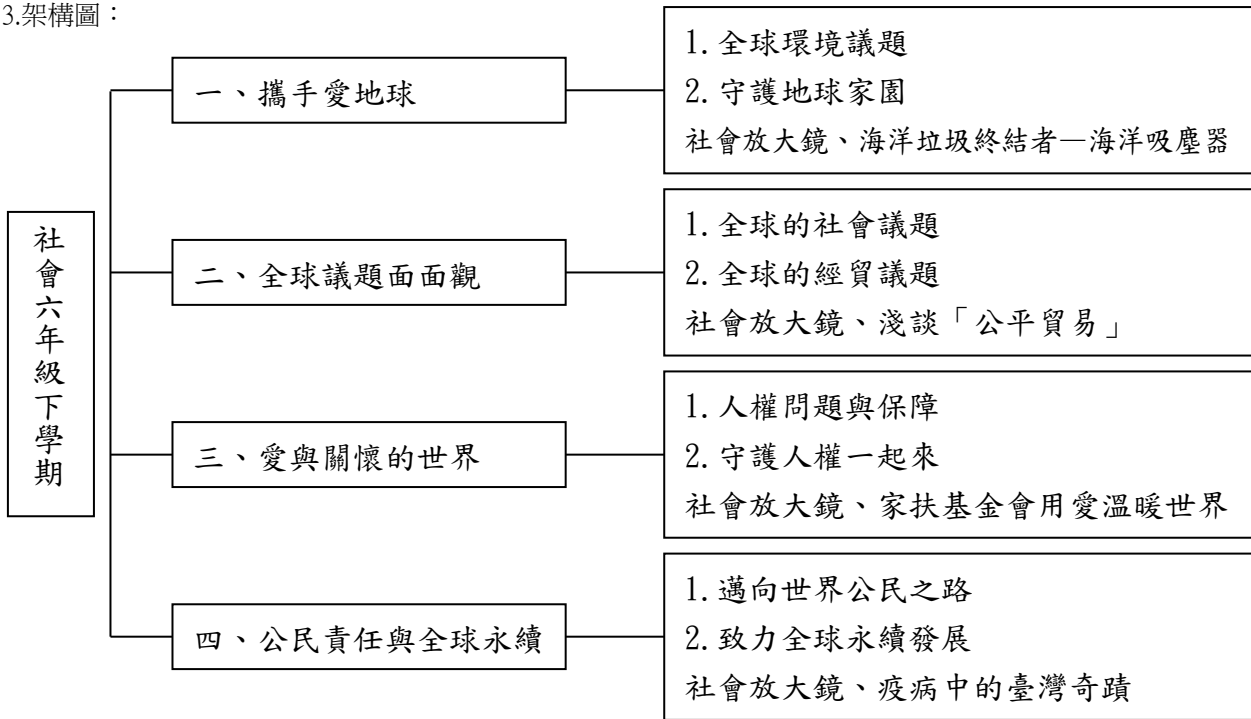 3.架構圖：
社會六年級下學期
一、攜手愛地球
1.全球環境議題
2.守護地球家園
社會放大鏡、海洋垃圾終結者—海洋吸塵器
二、全球議題面面觀
1.全球的社會議題
2.全球的經貿議題
社會放大鏡、淺談「公平貿易」
三、愛與關懷的世界
1.人權問題與保障
2.守護人權一起來
社會放大鏡、家扶基金會用愛溫暖世界
四、公民責任與全球永續
1.邁向世界公民之路
2.致力全球永續發展
社會放大鏡、疫病中的臺灣奇蹟